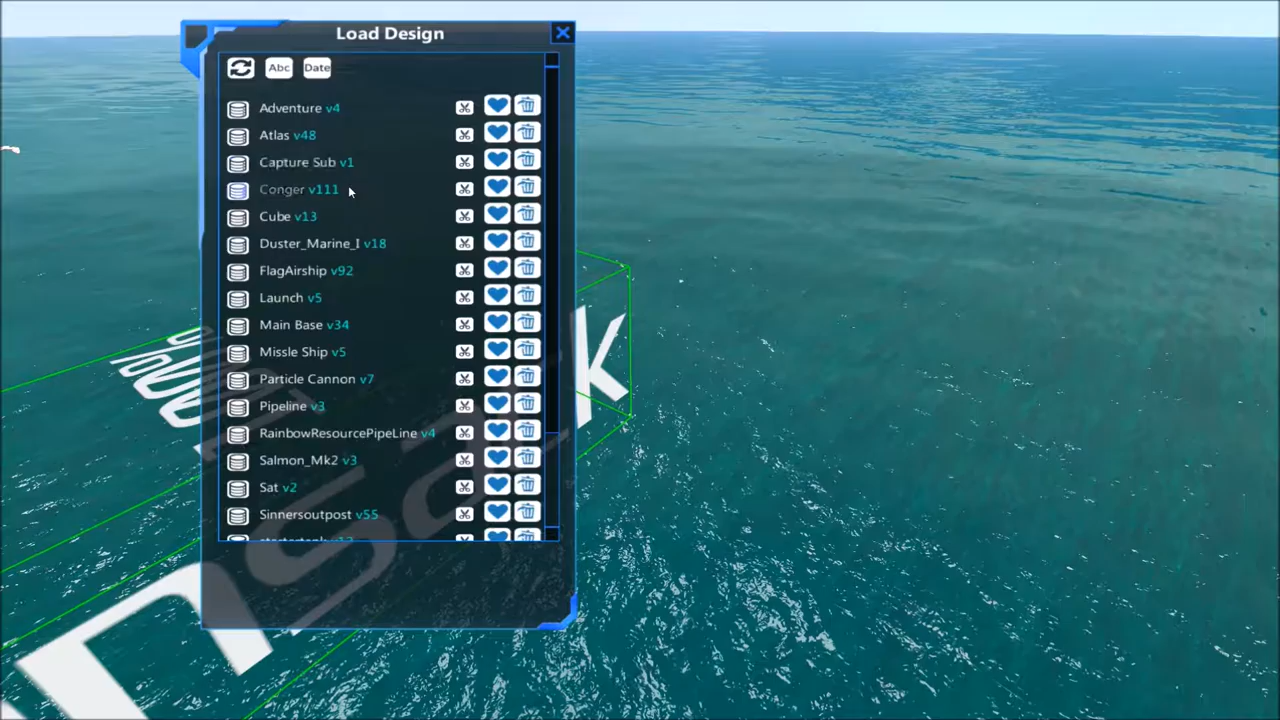 Load Design
Abc Date
Adventure v4
Atlas v48
Capture Sub v1
Conger v111
Cube v13
Duster_Marine_I v18
FlagAirship v92
Launch v5
Main Base v34
Missle Ship v5
Particle Cannon v7
Pipeline v3
RainbowResourcePipeLine v4
Salmon_Mk2 v3
Sat v2
Sinnersoutpost v55